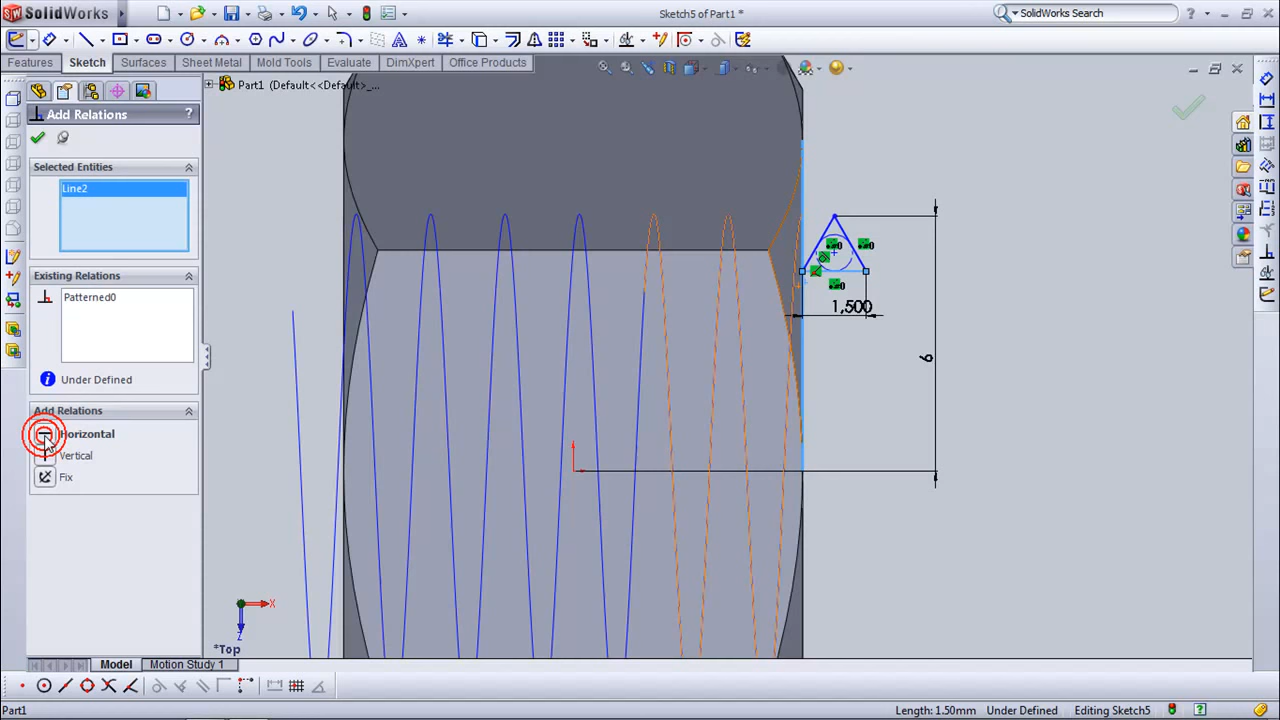 SolidWorks
Sketch5 of Part1 *
SolidWorks Search
Features
Sketch
Surfaces
Sheet Metal
Mold Tools
Evaluate
DimXpert
Office Products
Part1 (Default<<Default>_...
Add Relations
?
Selected Entities
Line2
Existing Relations
Patterned0
Under Defined
Add Relations
Horizontal
Vertical
Fix
1,500
6
X
Z
*Top
Model
Motion Study 1
Part1
Length: 1.50mm
Under Defined
Editing Sketch5